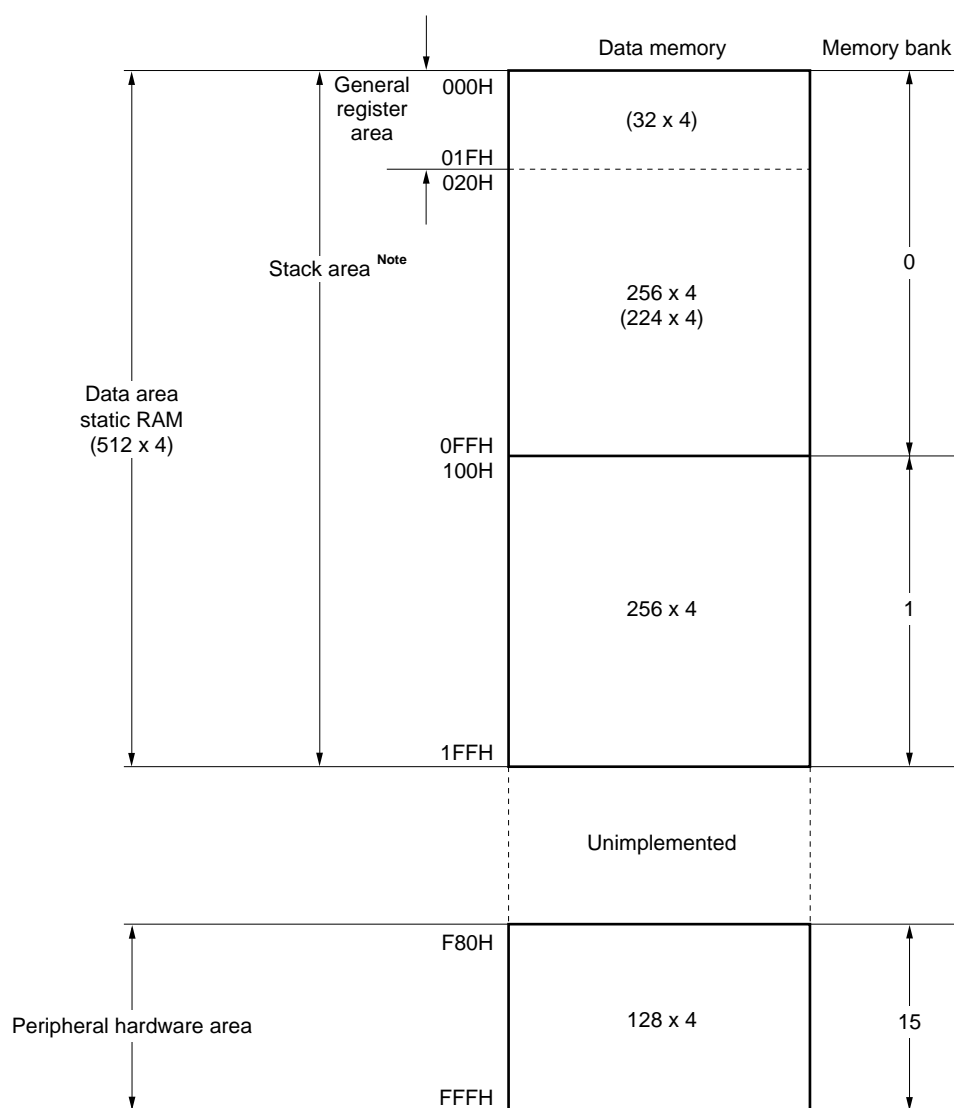 Data memory
Memory bank
General
register
area
000H
(32 x 4)
01FH
020H
Stack area Note
0
256 x 4
(224 x 4)
Data area
static RAM
(512 x 4)
0FFH
100H
256 x 4
1
1FFH
Unimplemented
F80H
Peripheral hardware area
128 x 4
15
FFFH